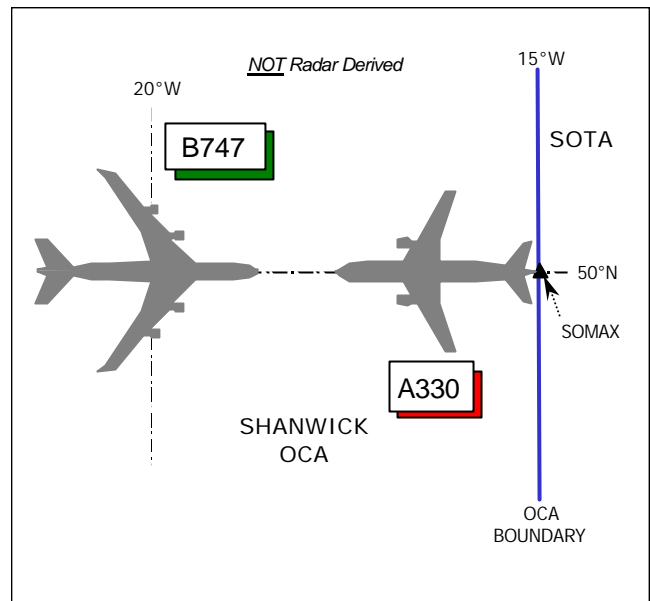 NOT Radar Derived
15°W
20°W
B747
SOTA
50°N
SOMAX
A330
SHANWICK
OCA
OCA
BOUNDARY